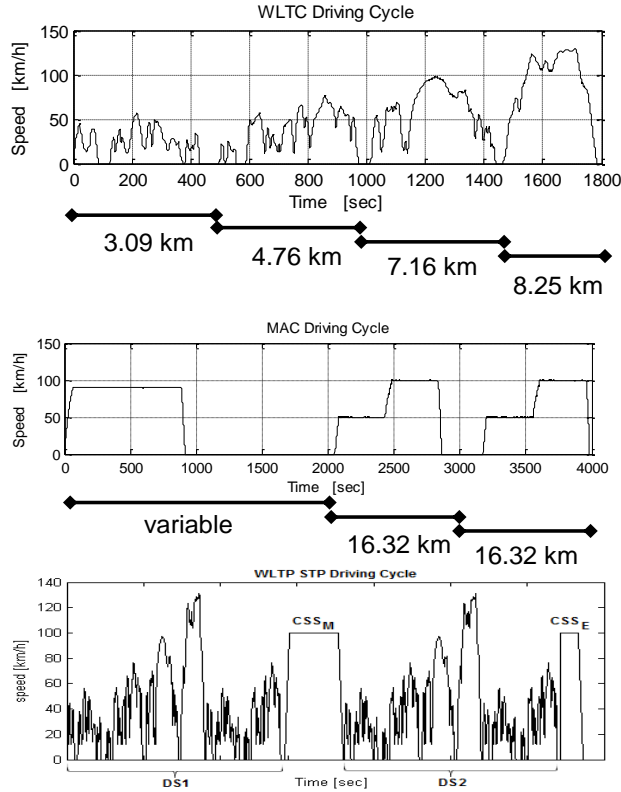 WLTC Driving Cycle
Speed [km/h]
150
100
50
0
0 200 400 600 800 1000 1200 1400 1600 1800
Time [sec]
3.09 km
4.76 km
7.16 km
8.25 km
MAC Driving Cycle
Speed [km/h]
150
100
50
0
0 500 1000 1500 2000 2500 3000 3500 4000
Time [sec]
variable
16.32 km
16.32 km
WLTP STP Driving Cycle
speed [km/h]
140
120
100
80
60
40
20
0
CSS_M
CSS_E
DS1
Time [sec]
DS2